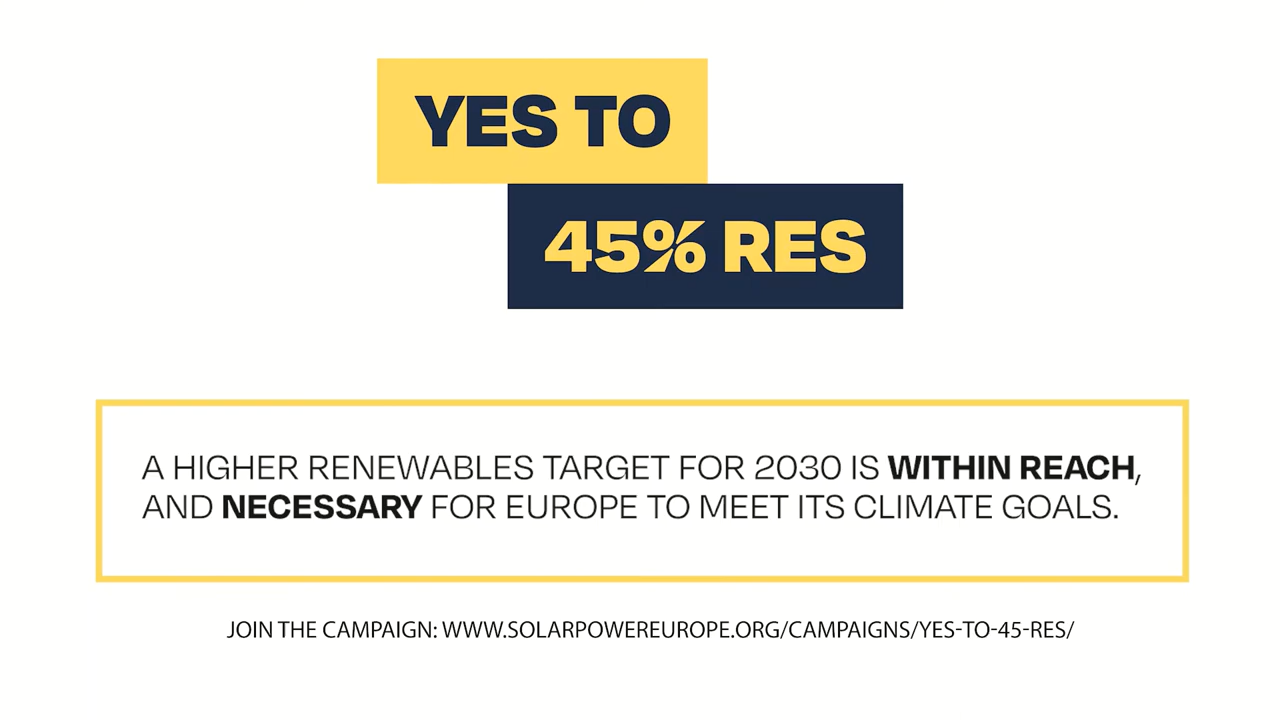 YES TO
45% RES
A HIGHER RENEWABLES TARGET FOR 2030 IS WITHIN REACH,
AND NECESSARY FOR EUROPE TO MEET ITS CLIMATE GOALS.
JOIN THE CAMPAIGN: WWW.SOLARPOWEREUROPE.ORG/CAMPAIGNS/YES-TO-45-RES/